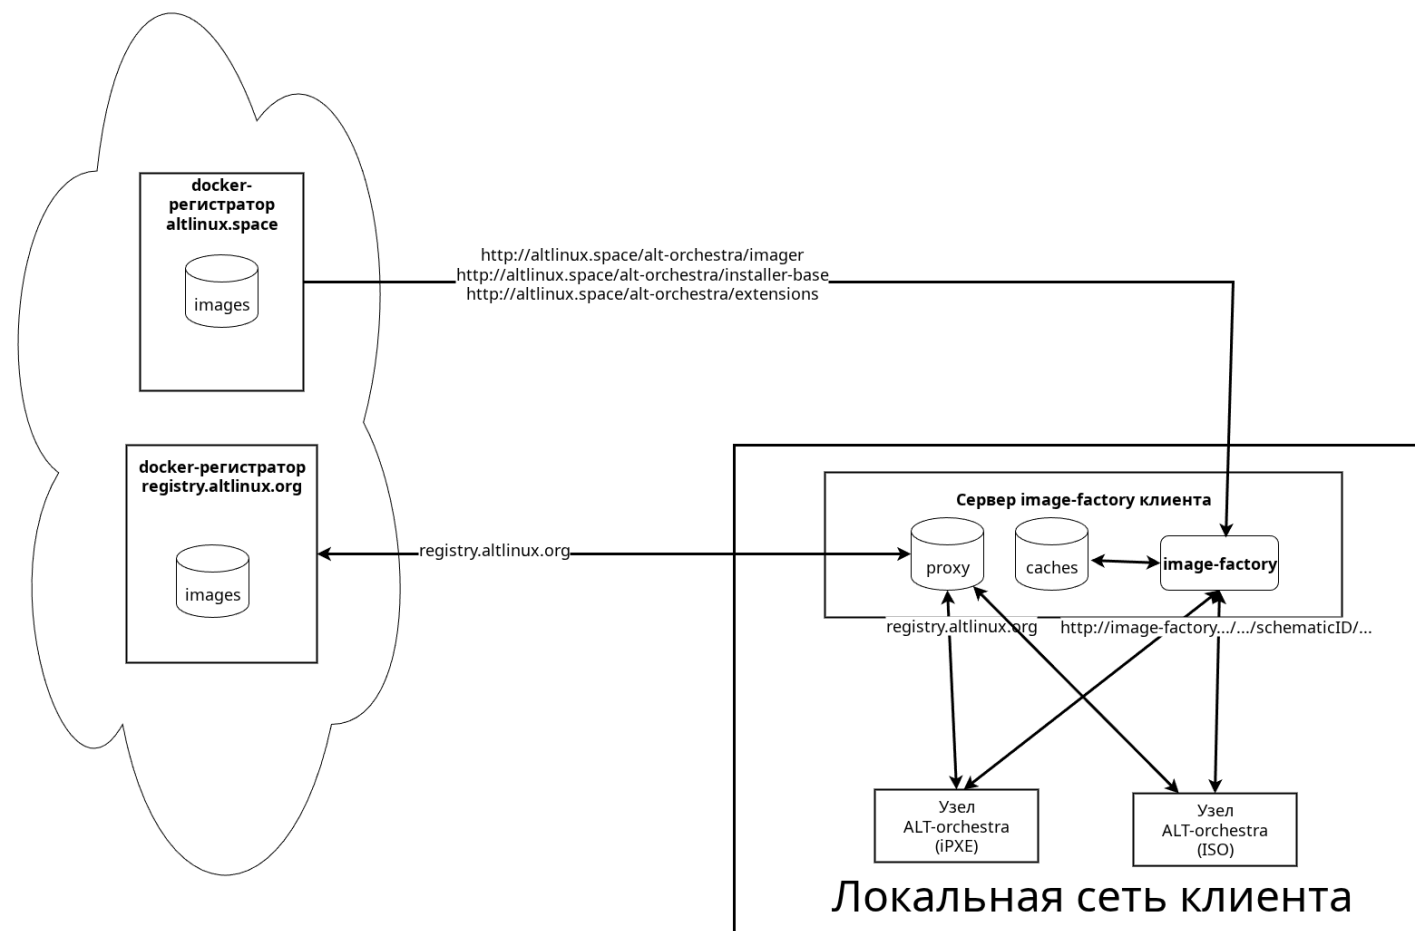 docker-
регистратор
altlinux.space
images
http://altlinux.space/alt-orchestra/imager
http://altlinux.space/alt-orchestra/installer-base
http://altlinux.space/alt-orchestra/extensions
docker-регистратор
registry.altlinux.org
images
registry.altlinux.org
Сервер image-factory клиента
proxy
caches
image-factory
registry.altlinux.org
http://image-factory.../.../schematicID/...
Узел
ALT-orchestra
(iPXE)
Узел
ALT-orchestra
(ISO)
Локальная сеть клиента